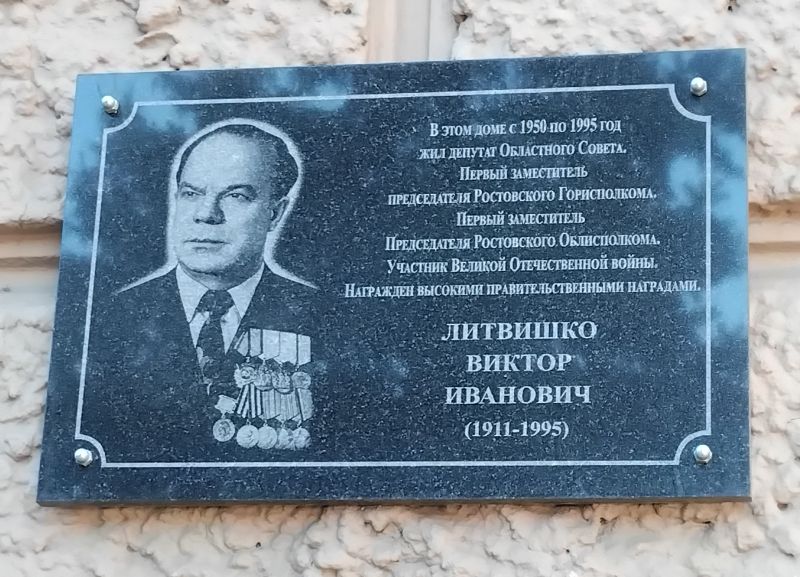 В этом доме с 1950 по 1995 год
жил депутат Областного Совета.
Первый заместитель
председателя Ростовского Горисполкома.
Первый заместитель
Председателя Ростовского Облисполкома.
Участник Великой Отечественной войны.
Награжден высокими правительственными наградами.
ЛИТВИШКО
ВИКТОР
ИВАНОВИЧ
(1911-1995)